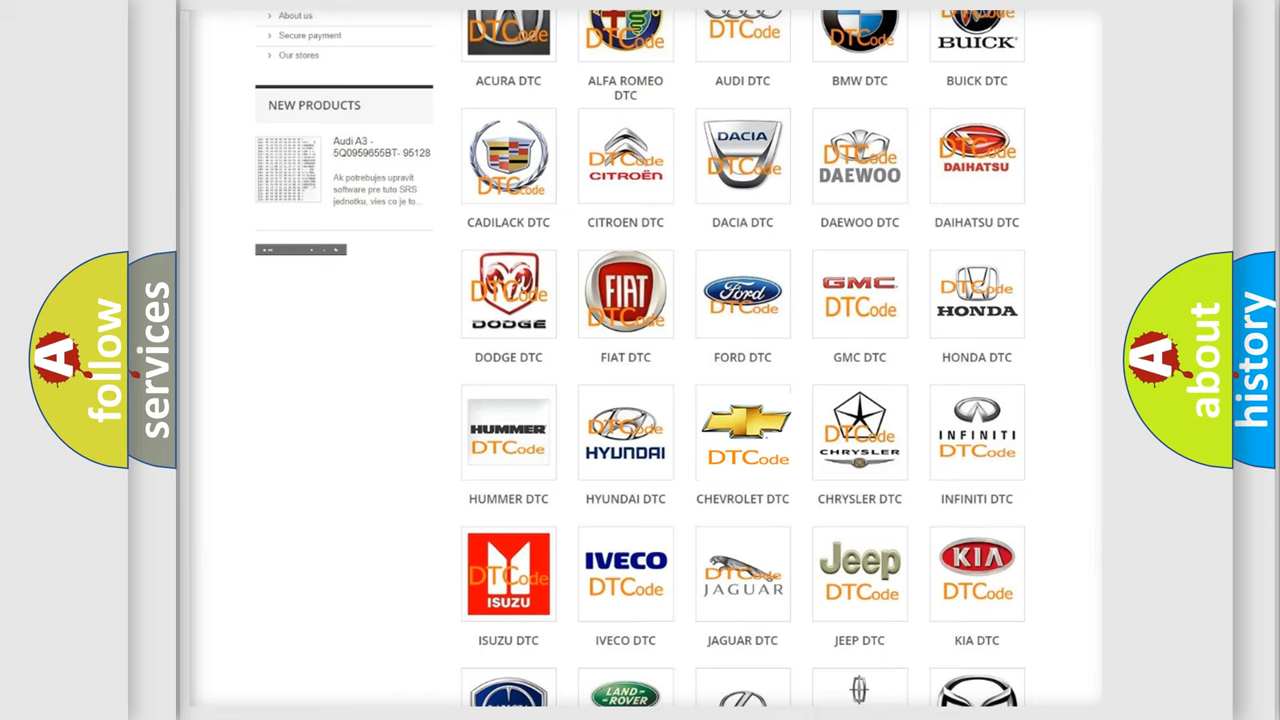 About us
Secure payment
Our stores
NEW PRODUCTS
Audi A3 -
5Q0959655BT- 95128
Ak potrebujes upravit
software pre tuto SRS
jednotku, vies co je to...
DTCode
DTCode
DTCode
DTCode
BUICK
ACURA DTC
ALFA ROMEO
DTC
AUDI DTC
BMW DTC
BUICK DTC
DTCode
DTCode
CITROËN
DACIA
DTCode
DTCode
DAEWOO
DTCode
DAIHATSU
CADILACK DTC
CITROEN DTC
DACIA DTC
DAEWOO DTC
DAIHATSU DTC
DTCode
DODGE
FIAT
DTCode
Ford
DTCode
GMC
DTCode
DTCode
HONDA
DODGE DTC
FIAT DTC
FORD DTC
GMC DTC
HONDA DTC
HUMMER
DTCode
DTCode
HYUNDAI
DTCode
DTCode
CHRYSLER
INFINITI
DTCode
HUMMER DTC
HYUNDAI DTC
CHEVROLET DTC
CHRYSLER DTC
INFINITI DTC
DTCode
ISUZU
IVECO
DTCode
DTCode
JAGUAR
Jeep
DTCode
KIA
DTCode
ISUZU DTC
IVECO DTC
JAGUAR DTC
JEEP DTC
KIA DTC
LAND-
ROVER
A
follow
services
A
about
history